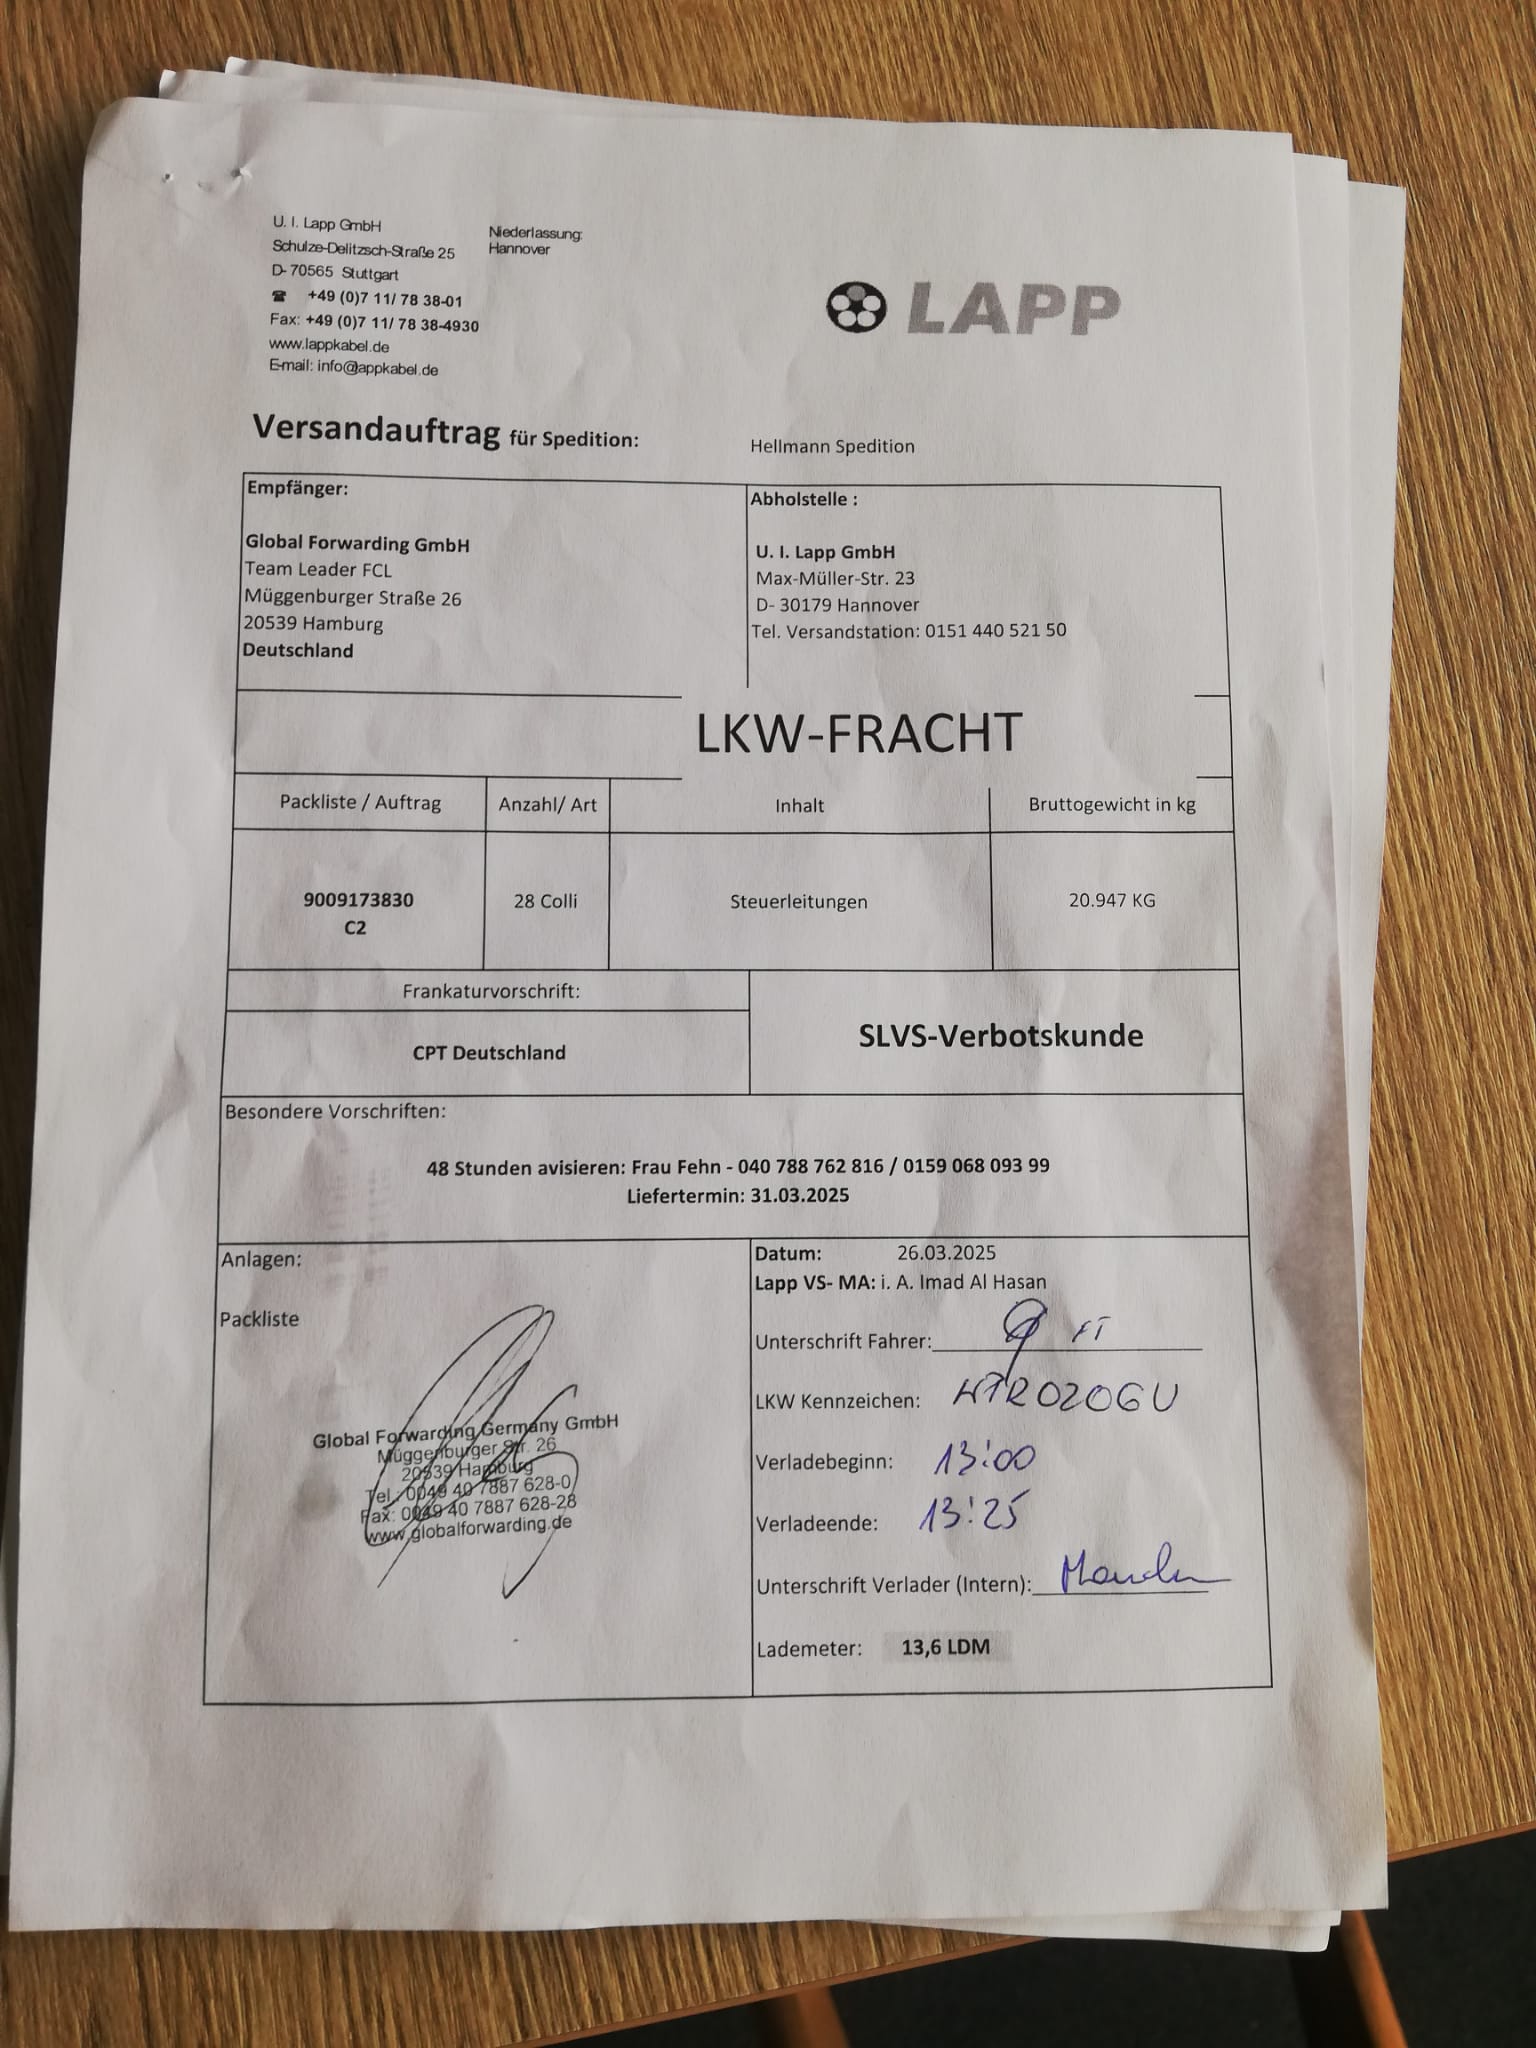 U. I. Lapp GmbH
Schulze-Delitzsch-Straße 25
D- 70565 Stuttgart
☎ +49 (0)7 11/ 78 38-01
Fax: +49 (0)7 11/ 78 38-4930
www.lappkabel.de
E-mail: info@lappkabel.de
Niederlassung:
Hannover
LAPP
Versandauftrag für Spedition: Hellmann Spedition
Empfänger:
Global Forwarding GmbH
Team Leader FCL
Müggenburger Straße 26
20539 Hamburg
Deutschland
Abholstelle :
U. I. Lapp GmbH
Max-Müller-Str. 23
D- 30179 Hannover
Tel. Versandstation: 0151 440 521 50
LKW-FRACHT
Packliste / Auftrag Anzahl/ Art Inhalt Bruttogewicht in kg
9009173830 28 Colli Steuerleitungen 20.947 KG
C2
Frankaturvorschrift:
CPT Deutschland
SLVS-Verbotskunde
Besondere Vorschriften:
48 Stunden avisieren: Frau Fehn - 040 788 762 816 / 0159 068 093 99
Liefertermin: 31.03.2025
Anlagen:
Packliste
Global Forwarding Germany GmbH
Müggenburger Str. 26
20539 Hamburg
Tel.: 0049 40 7887 628-0
Fax: 0049 40 7887 628-28
www.globalforwarding.de
Datum: 26.03.2025
Lapp VS- MA: i. A. Imad Al Hasan
Unterschrift Fahrer:
LKW Kennzeichen:
Verladebeginn: 13:00
Verladeende: 13:25
Unterschrift Verlader (Intern):
Lademeter: 13,6 LDM